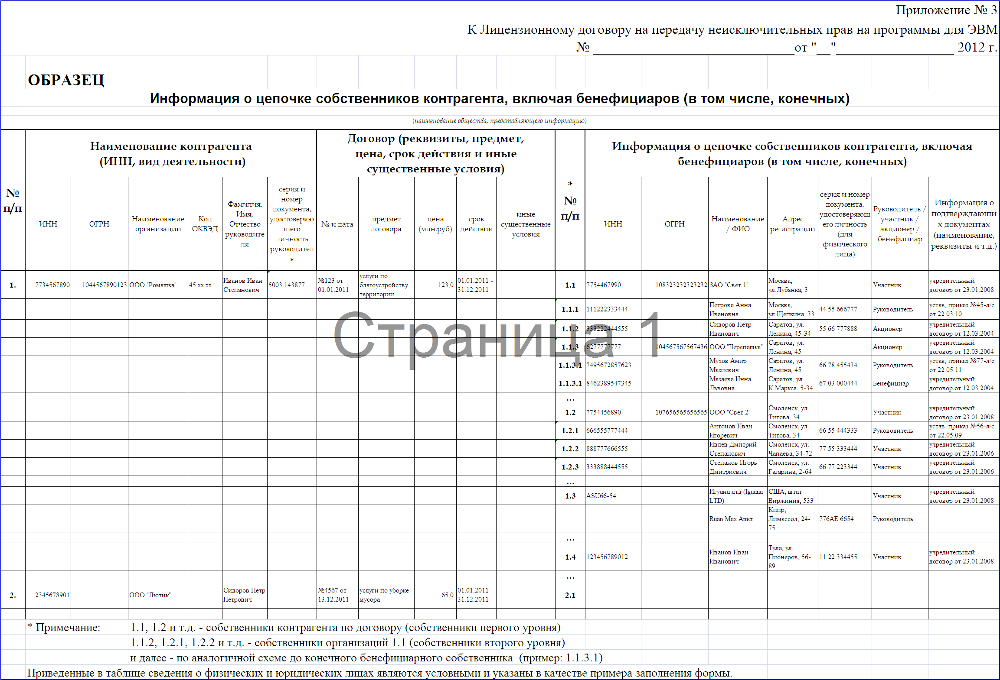 Приложение № 3
К Лицензионному договору на передачу неисключительных прав на программы для ЭВМ
№ _____________________________от "__"_________________ 2012 г.
ОБРАЗЕЦ
Информация о цепочке собственников контрагента, включая бенефициаров (в том числе, конечных)
(наименование общества, представляющего информацию)
№ п/п
Наименование контрагента
(ИНН, вид деятельности)
Договор (реквизиты, предмет,
цена, срок действия и иные
существенные условия)
*
№
п/п
Информация о цепочке собственников контрагента, включая
бенефициаров (в том числе, конечных)
ИНН
ОГРН
Наименование
организации
Код
ОКВЭД
Фамилия,
Имя,
Отчество
руководите
ля
серия и
номер
документа,
удостоверяю
щего
личность
руководител
я
№ и дата
предмет
договора
цена
(млн.руб)
срок
действия
иные
существенные
условия
ИНН
ОГРН
Наименование
/ ФИО
Адрес
регистрации
серия и номер
документа,
удостоверяющ
его личность
(для
физического
лица)
Руководитель /
участник /
акционер /
бенефициар
Информация о
подтверждающи
х документах
(наименование,
реквизиты и т.д.)
1. 7734567890 1044567890123 ООО "Ромашка" 45.xx.xx Иванов Иван Степанович 5003 143877 №123 от 01.01.2011 услуги по благоустройству территории 123,0 01.01.2011 - 31.12.2011 1.1 7754467990 108323232323232 ЗАО "Свет 1" Москва, ул.Лубянка, 3 Участник учредительный договор от 23.01.2008
1.1.1 111222333444 Петрова Анна Ивановна Москва, ул.Щепкина, 33 44 55 666777 Руководитель устав, приказ №45-л/с от 22.03.10
1.1.2 333222444555 Сидоров Пётр Иванович Саратов, ул. Ленина, 45-34 55 66 777888 Акционер учредительный договор от 12.03.2004
1.1.3 6277777777 104567567567436 ООО "Черепашка" Саратов, ул. Ленина, 45 Акционер учредительный договор от 12.03.2004
1.1.3.1 7495672857623 Мухов Амир Мазиевич Саратов, ул. Ленина, 45 66 78 455434 Руководитель устав, приказ №77-л/с от 22.05.11
1.1.3.1 8462389547345 Мазаева Инна Львовна Саратов, ул. К.Маркса, 5-34 67 03 000444 Бенефициар учредительный договор от 12.03.2004
...
1.2 7754456890 107656565656565 ООО "Свет 2" Смоленск, ул. Титова, 34 Участник учредительный договор от 23.01.2008
1.2.1 666555777444 Антонов Иван Игоревич Смоленск, ул. Титова, 34 66 55 444333 Руководитель устав, приказ №56-л/с от 22.05.09
1.2.2 888777666555 Ивлев Дмитрий Степанович Смоленск, ул. Чапаева, 34-72 77 55 333444 Участник учредительный договор от 23.01.2006
1.2.3 333888444555 Степанов Игорь Дмитриевич Смоленск, ул. Гагарина, 2-64 66 77 223344 Участник учредительный договор от 23.01.2006
...
1.3 ASU66-54 Игуана лтд (Iguana LTD) США, штат Виржиния, 533 Участник учредительный договор от 23.01.2008
Ruan Max Amer Кипр, Лимассол, 24-75 776AE 6654 Руководитель
...
1.4 123456789012 Иванов Иван Иванович Тула, ул. Пионеров, 56-89 11 22 334455 Участник учредительный договор от 23.01.2008
...
2. 2345678901 ООО "Лютик" Сидоров Петр Петрович №4567 от 13.12.2011 услуги по уборке мусора 65,0 01.01.2011-31.12.2011 2.1
Страница 1
* Примечание: 1.1, 1.2 и т.д. - собственники контрагента по договору (собственники первого уровня)
1.1.2, 1.2.1, 1.2.2 и т.д. - собственники организаций 1.1 (собственники второго уровня)
и далее - по аналогичной схеме до конечного бенефициарного собственника (пример: 1.1.3.1)
Приведенные в таблице сведения о физических и юридических лицах являются условными и указаны в качестве примера заполнения формы.